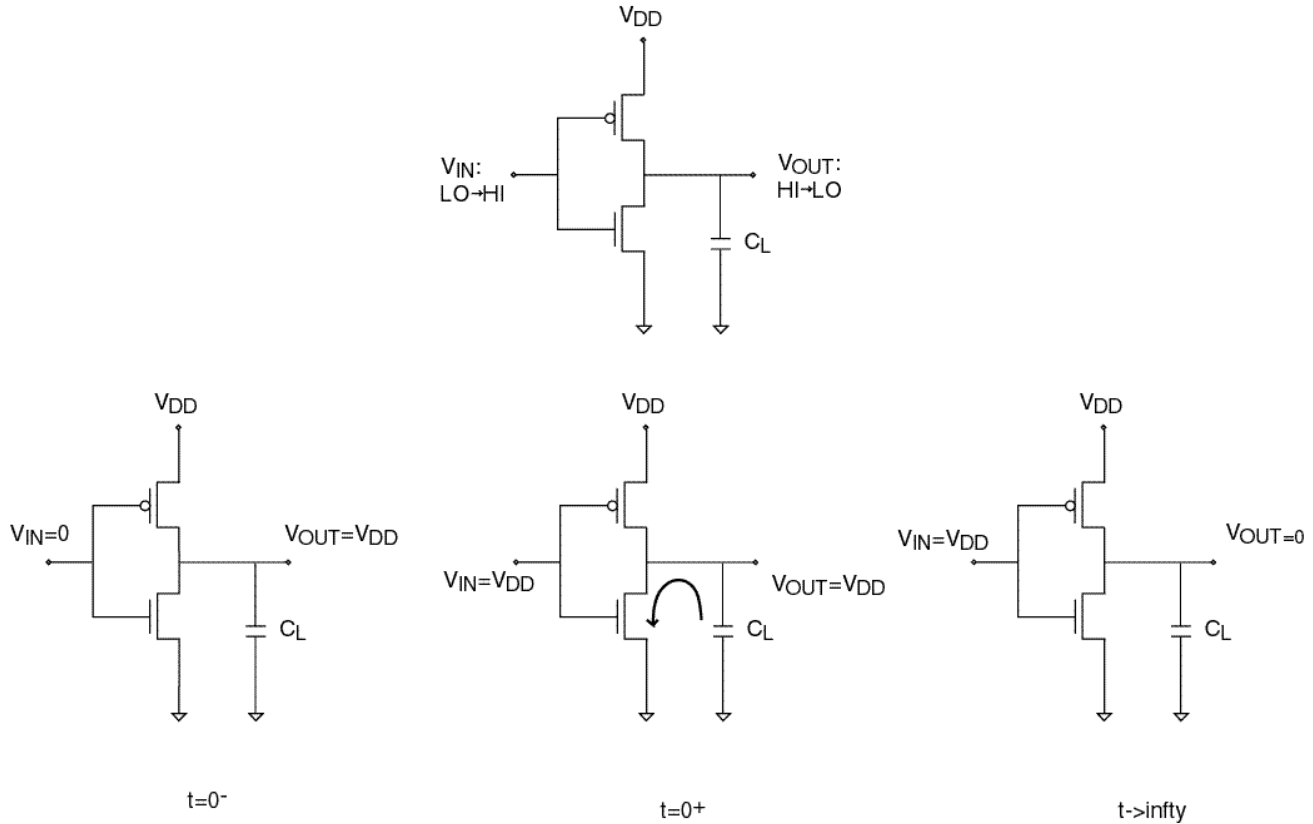 VDD
VIN:
LO→HI
VOUT:
HI→LO
CL
VDD
VIN=0
VOUT=VDD
CL
VDD
VIN=VDD
VOUT=VDD
CL
VDD
VIN=VDD
VOUT=0
CL
t=0-
t=0+
t->infty